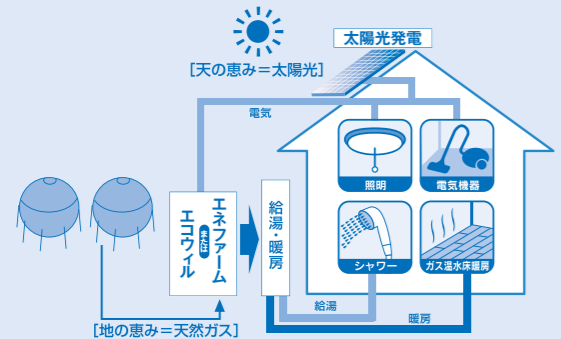 太陽光発電
[天の恵み＝太陽光]
電気
照明
電気機器
エネファーム
または
エコウィル
給湯・暖房
シャワー
ガス温水床暖房
給湯
暖房
[地の恵み＝天然ガス]